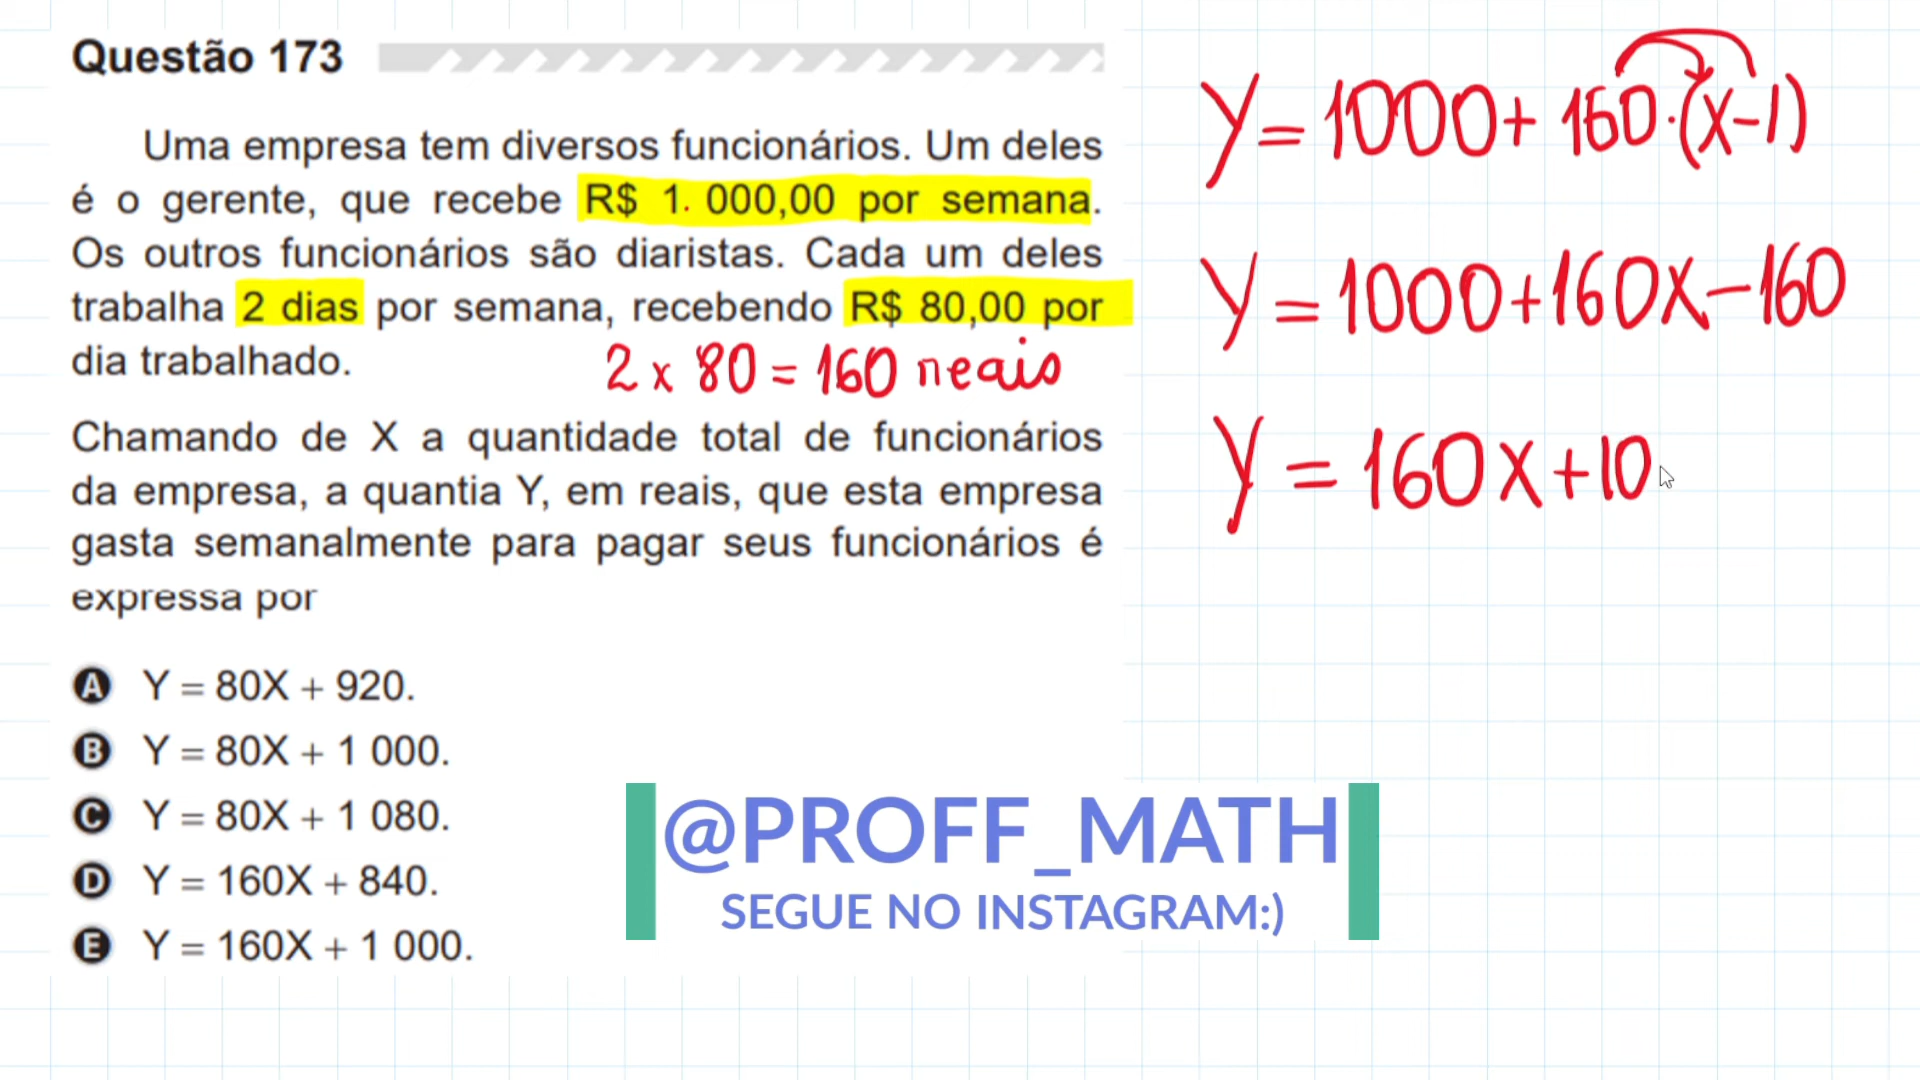 Questão 173
Uma empresa tem diversos funcionários. Um deles
é o gerente, que recebe R$ 1. 000,00 por semana.
Os outros funcionários são diaristas. Cada um deles
trabalha 2 dias por semana, recebendo R$ 80,00 por
dia trabalhado.
2 x 80 = 160 reais
Chamando de X a quantidade total de funcionários
da empresa, a quantia Y, em reais, que esta empresa
gasta semanalmente para pagar seus funcionários é
expressa por
A Y = 80X + 920.
B Y = 80X + 1 000.
C Y = 80X + 1 080.
D Y = 160X + 840.
E Y = 160X + 1 000.
Y = 1000 + 160 · (X - 1)
Y = 1000 + 160X - 160
Y = 160X + 10
@PROFF_MATH
SEGUE NO INSTAGRAM:)